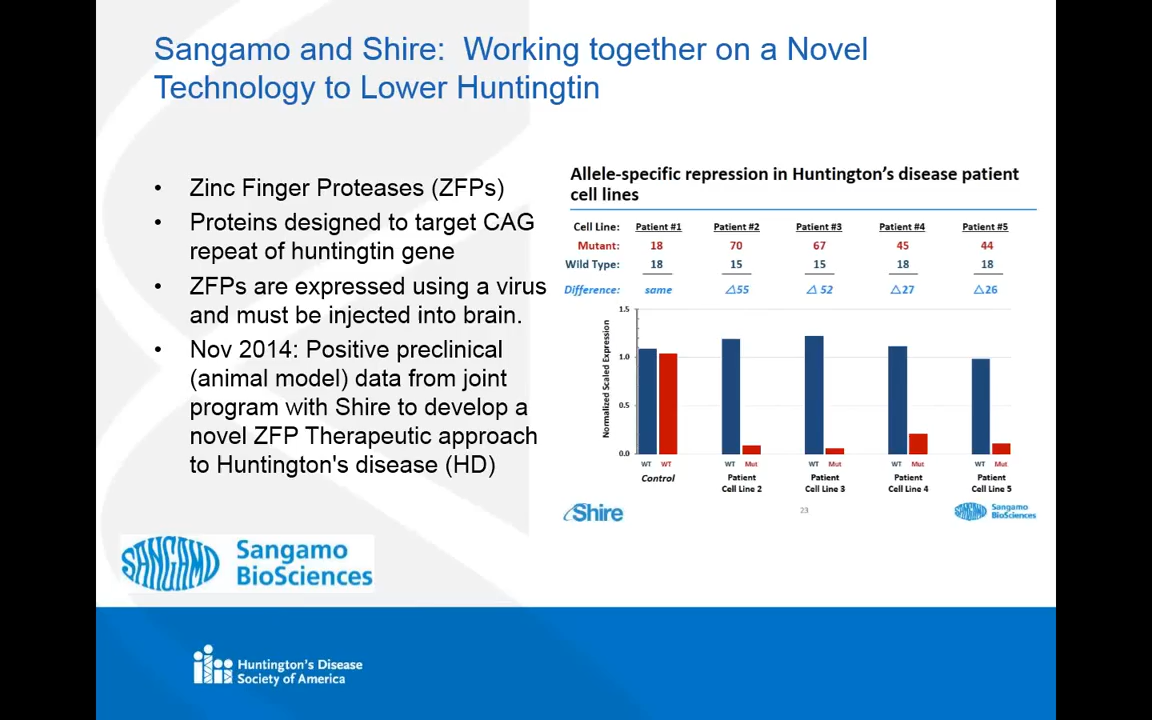 Sangamo and Shire: Working together on a Novel
Technology to Lower Huntingtin
• Zinc Finger Proteases (ZFPs)
• Proteins designed to target CAG
repeat of huntingtin gene
• ZFPs are expressed using a virus
and must be injected into brain.
• Nov 2014: Positive preclinical
(animal model) data from joint
program with Shire to develop a
novel ZFP Therapeutic approach
to Huntington's disease (HD)
SANGAMO
Sangamo
BioSciences
Allele-specific repression in Huntington’s disease patient
cell lines
Cell Line: Patient #1 Patient #2 Patient #3 Patient #4 Patient #5
Mutant: 18 70 67 45 44
Wild Type: 18 15 15 18 18
Difference: same △55 △ 52 △27 △26
Normalized Scaled Expression
1.5
1.0
0.5
0.0
WT WT WT Mut WT Mut WT Mut WT Mut
Control Patient Patient Patient Patient
Cell Line 2 Cell Line 3 Cell Line 4 Cell Line 5
Shire
23
SANGAMO
Sangamo
BioSciences
Huntington's Disease
Society of America